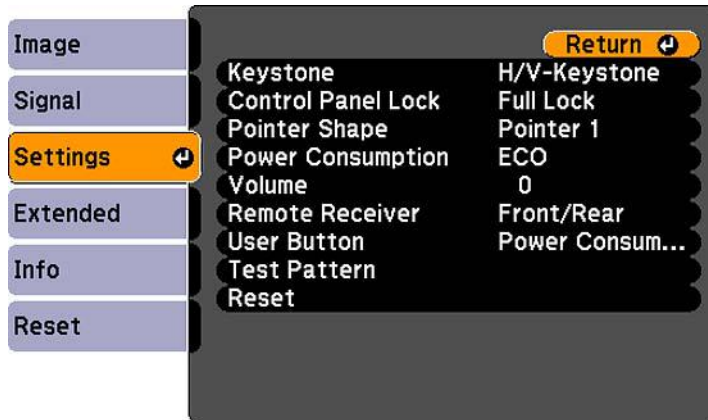 Image
Signal
Settings
Extended
Info
Reset
Return
Keystone H/V-Keystone
Control Panel Lock Full Lock
Pointer Shape Pointer 1
Power Consumption ECO
Volume 0
Remote Receiver Front/Rear
User Button Power Consum...
Test Pattern
Reset